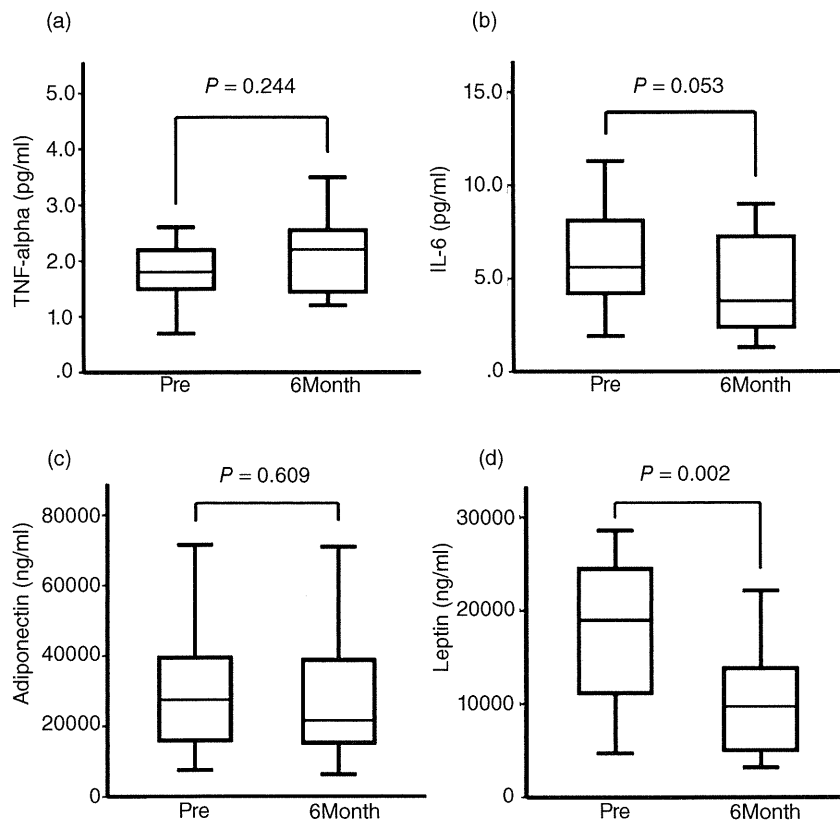 (a)
P = 0.244
TNF-alpha (pg/ml)
5.0
4.0
3.0
2.0
1.0
.0
Pre
6Month
(b)
P = 0.053
IL-6 (pg/ml)
15.0
10.0
5.0
.0
Pre
6Month
(c)
P = 0.609
Adiponectin (ng/ml)
80000
60000
40000
20000
0
Pre
6Month
(d)
P = 0.002
Leptin (ng/ml)
30000
20000
10000
0
Pre
6Month